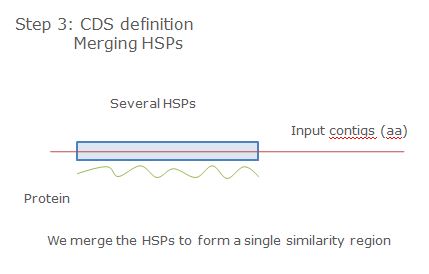 Step 3: CDS definition
Merging HSPs
Several HSPs
Input contigs (aa)
Protein
We merge the HSPs to form a single similarity region